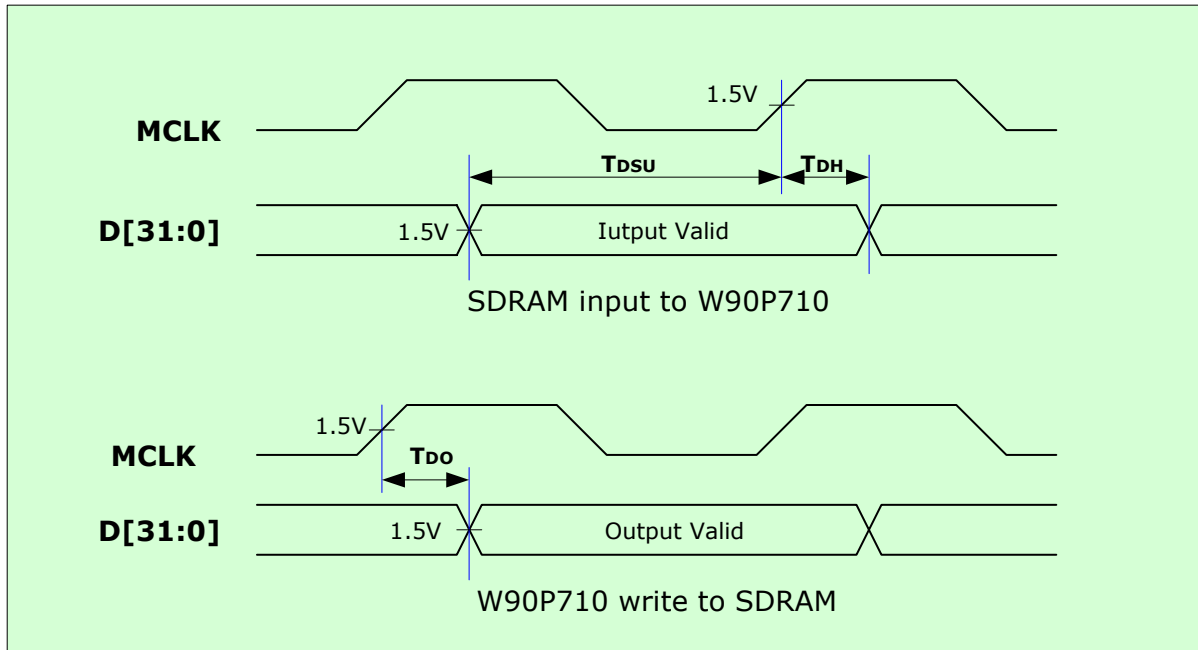 1.5V
MCLK
TDSU
TDH
D[31:0]
1.5V
Iutput Valid
SDRAM input to W90P710
1.5V
MCLK
TDO
D[31:0]
1.5V
Output Valid
W90P710 write to SDRAM